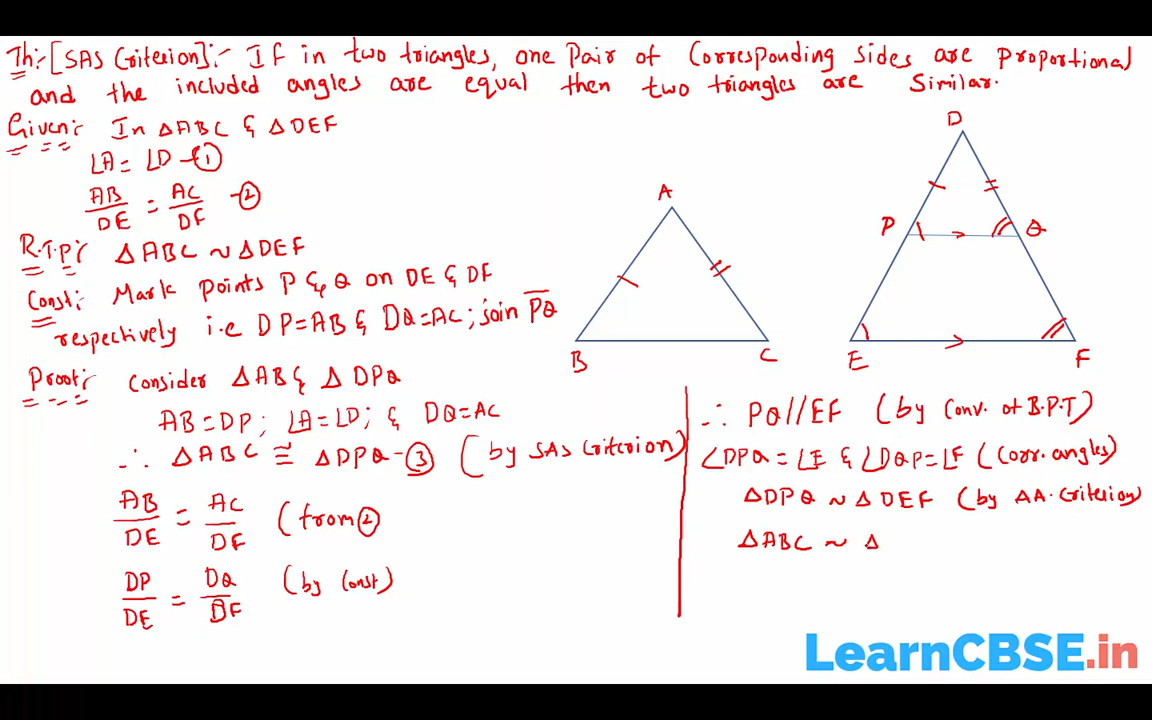 Th:- [SAS Criterion]:- If in two triangles, one Pair of Corresponding sides are proportional
and the included angles are equal then two triangles are Similar.
Given:- In △ABC & △DEF
∠A = ∠D -①
AB/DE = AC/DF -②
R.T.P:- △ABC ~ △DEF
Const:- Mark points P & Q on DE & DF
respectively i.e DP=AB & DQ=AC; join PQ
Proof:- Consider △AB & △DPQ
AB=DP; ∠A=∠D; & DQ=AC
∴ △ABC ≅ △DPQ -③ (by SAS Criterion)
AB/DE = AC/DF (from ②
DP/DE = DQ/DF (by const)
∴ PQ//EF (by Conv. of B.P.T)
∠DPQ = ∠E & ∠DQP = ∠F (Corr. angles)
△DPQ ~ △DEF (by AA. Criterion)
△ABC ~ △
A
B
C
D
P
Q
E
F
LearnCBSE.in